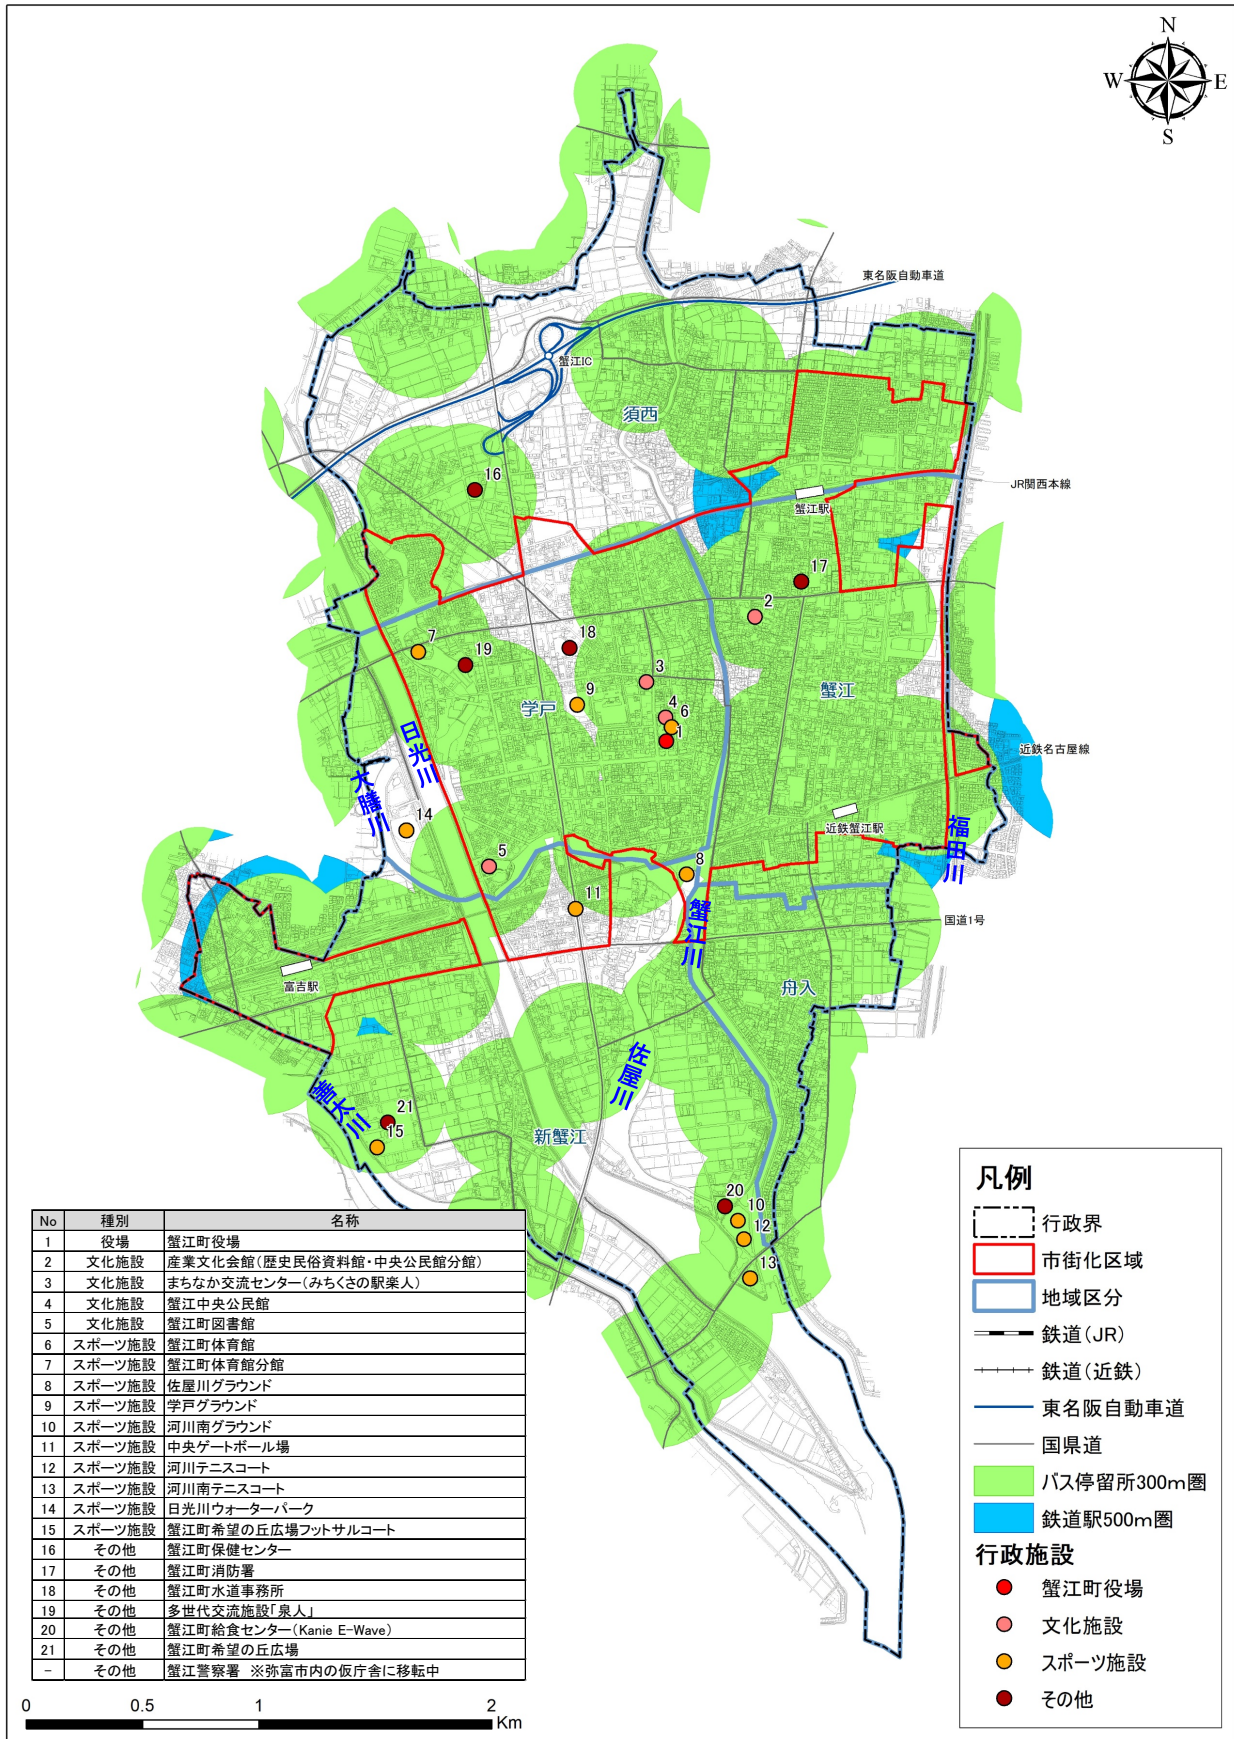 N
W
E
S
東名阪自動車道
蟹江IC
須西
16
JR関西本線
蟹江駅
17
2
18
7
19
3
蟹江
9
学戸
4
6
1
日光川
近鉄名古屋線
大膳川
14
近鉄蟹江駅
福田川
5
8
11
蟹江川
国道1号
富吉駅
舟入
佐屋川
善太川
21
15
新蟹江
20
10
12
13
No 種別 名称
1 役場 蟹江町役場
2 文化施設 産業文化会館(歴史民俗資料館・中央公民館分館)
3 文化施設 まちなか交流センター(みちくさの駅楽人)
4 文化施設 蟹江中央公民館
5 文化施設 蟹江町図書館
6 スポーツ施設 蟹江町体育館
7 スポーツ施設 蟹江町体育館分館
8 スポーツ施設 佐屋川グラウンド
9 スポーツ施設 学戸グラウンド
10 スポーツ施設 河川南グラウンド
11 スポーツ施設 中央ゲートボール場
12 スポーツ施設 河川テニスコート
13 スポーツ施設 河川南テニスコート
14 スポーツ施設 日光川ウォーターパーク
15 スポーツ施設 蟹江町希望の丘広場フットサルコート
16 その他 蟹江町保健センター
17 その他 蟹江町消防署
18 その他 蟹江町水道事務所
19 その他 多世代交流施設「泉人」
20 その他 蟹江町給食センター(Kanie E-Wave)
21 その他 蟹江町希望の丘広場
- その他 蟹江警察署 ※弥富市内の仮庁舎に移転中
0 0.5 1 2
Km
凡例
行政界
市街化区域
地域区分
鉄道(JR)
鉄道(近鉄)
東名阪自動車道
国県道
バス停留所300m圏
鉄道駅500m圏
行政施設
蟹江町役場
文化施設
スポーツ施設
その他